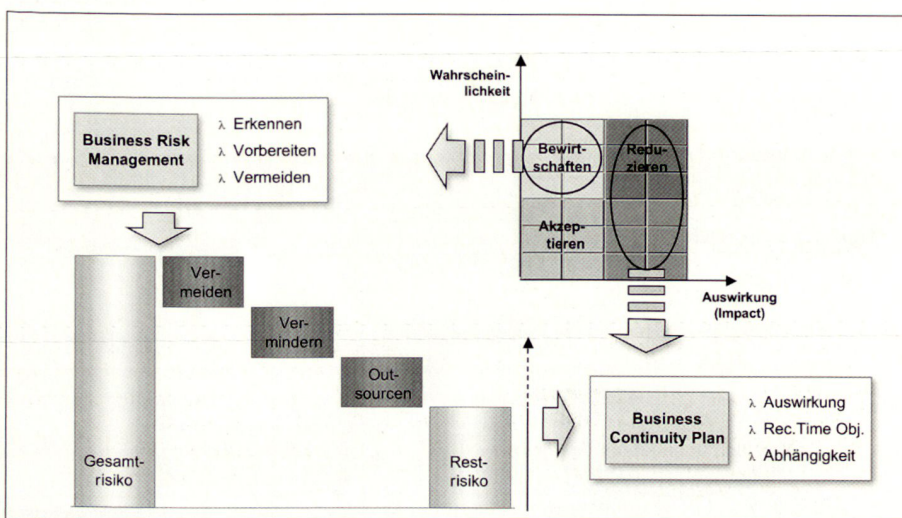 Wahrschein-
lichkeit
Business Risk
Management
λ Erkennen
λ Vorbereiten
λ Vermeiden
Bewirt-
schaften
Redu-
zieren
Akzep-
tieren
Auswirkung
(Impact)
Ver-
meiden
Ver-
mindern
Out-
sourcen
Gesamt-
risiko
Rest-
risiko
Business
Continuity Plan
λ Auswirkung
λ Rec.Time Obj.
λ Abhängigkeit